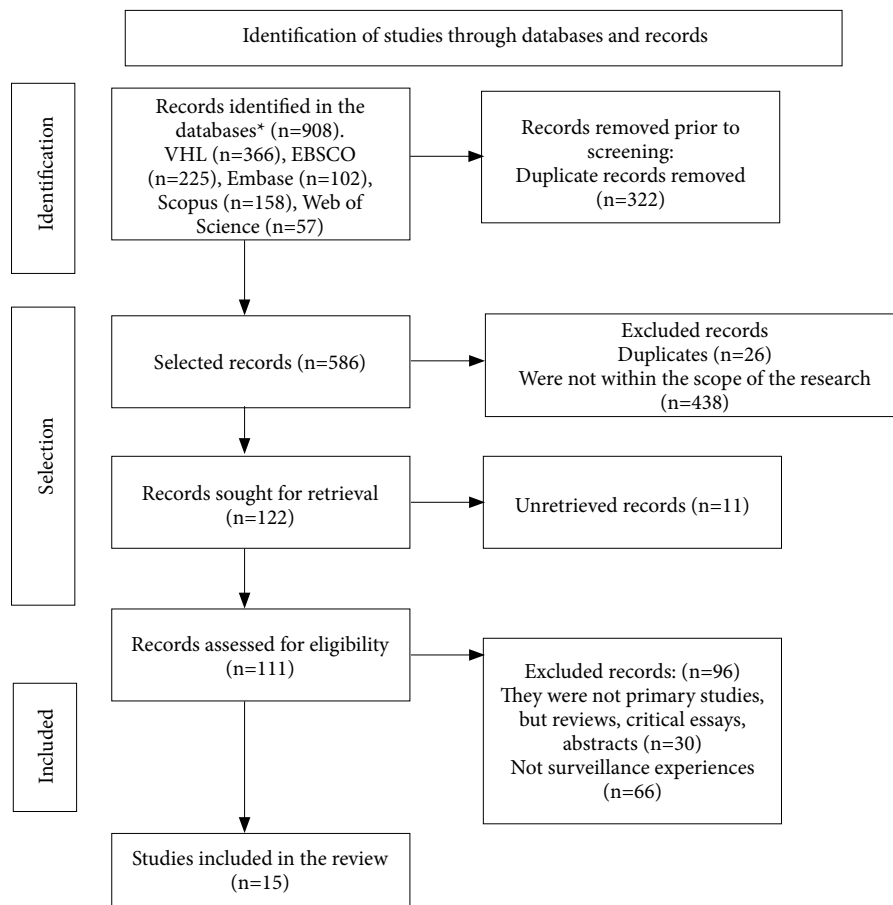 Identification of studies through databases and records
Identification
Records identified in the
databases* (n=908).
VHL (n=366), EBSCO
(n=225), Embase (n=102),
Scopus (n=158), Web of
Science (n=57)
Records removed prior to
screening:
Duplicate records removed
(n=322)
Selection
Selected records (n=586)
Excluded records
Duplicates (n=26)
Were not within the scope of the research
(n=438)
Records sought for retrieval
(n=122)
Unretrieved records (n=11)
Records assessed for eligibility
(n=111)
Excluded records: (n=96)
They were not primary studies,
but reviews, critical essays,
abstracts (n=30)
Not surveillance experiences
(n=66)
Included
Studies included in the review
(n=15)